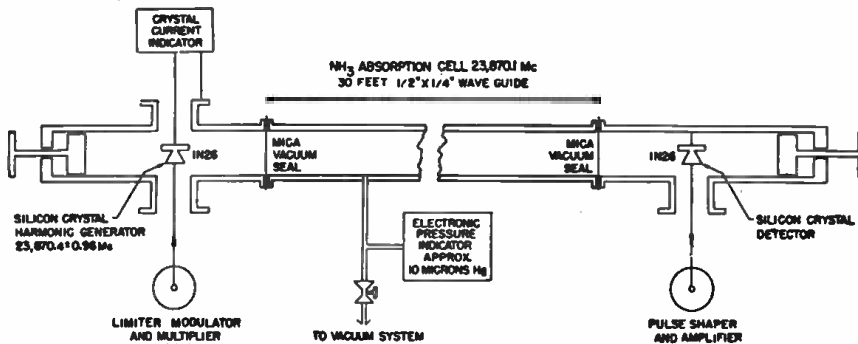 CRYSTAL
CURRENT
INDICATOR
NH3 ABSORPTION CELL 23,870.1 Mc
30 FEET 1/2" X 1/4" WAVE GUIDE
IN26
MICA
VACUUM
SEAL
MICA
VACUUM
SEAL
IN26
SILICON CRYSTAL
HARMONIC GENERATOR
23,870.4±0.96 Mc
ELECTRONIC
PRESSURE
INDICATOR
APPROX.
10 MICRONS Hg
SILICON CRYSTAL
DETECTOR
LIMITER MODULATOR
AND MULTIPLIER
TO VACUUM SYSTEM
PULSE SHAPER
AND AMPLIFIER